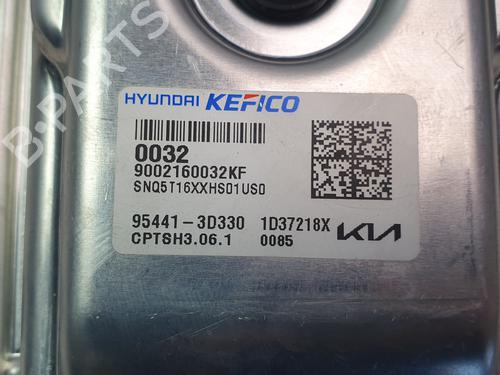 B-PARTS
HYUNDAI KEFICO
0032
9002160032KF
SNQ5T16XXHS01US0
95441-3D330 1D37218X KIA
CPTSH3.06.1 0085